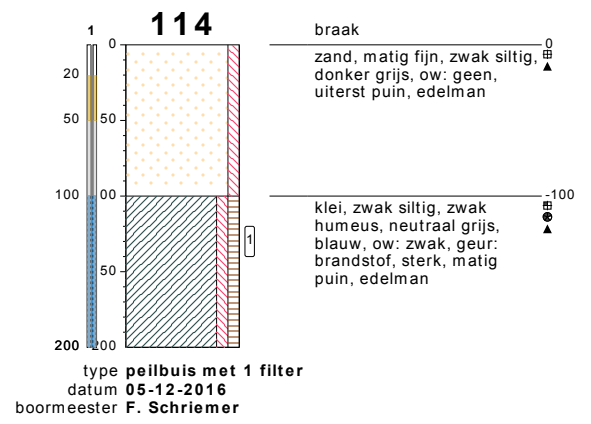 114
1
braak
0
0
0
zand, matig fijn, zwak siltig,
donker grijs, ow: geen,
uiterst puin, edelman
20
50
50
100
00
-100
klei, zwak siltig, zwak
humeus, neutraal grijs,
blauw, ow: zwak, geur:
brandstof, sterk, matig
puin, edelman
1
50
200
200
type peilbuis met 1 filter
datum 05-12-2016
boormeester F. Schriemer